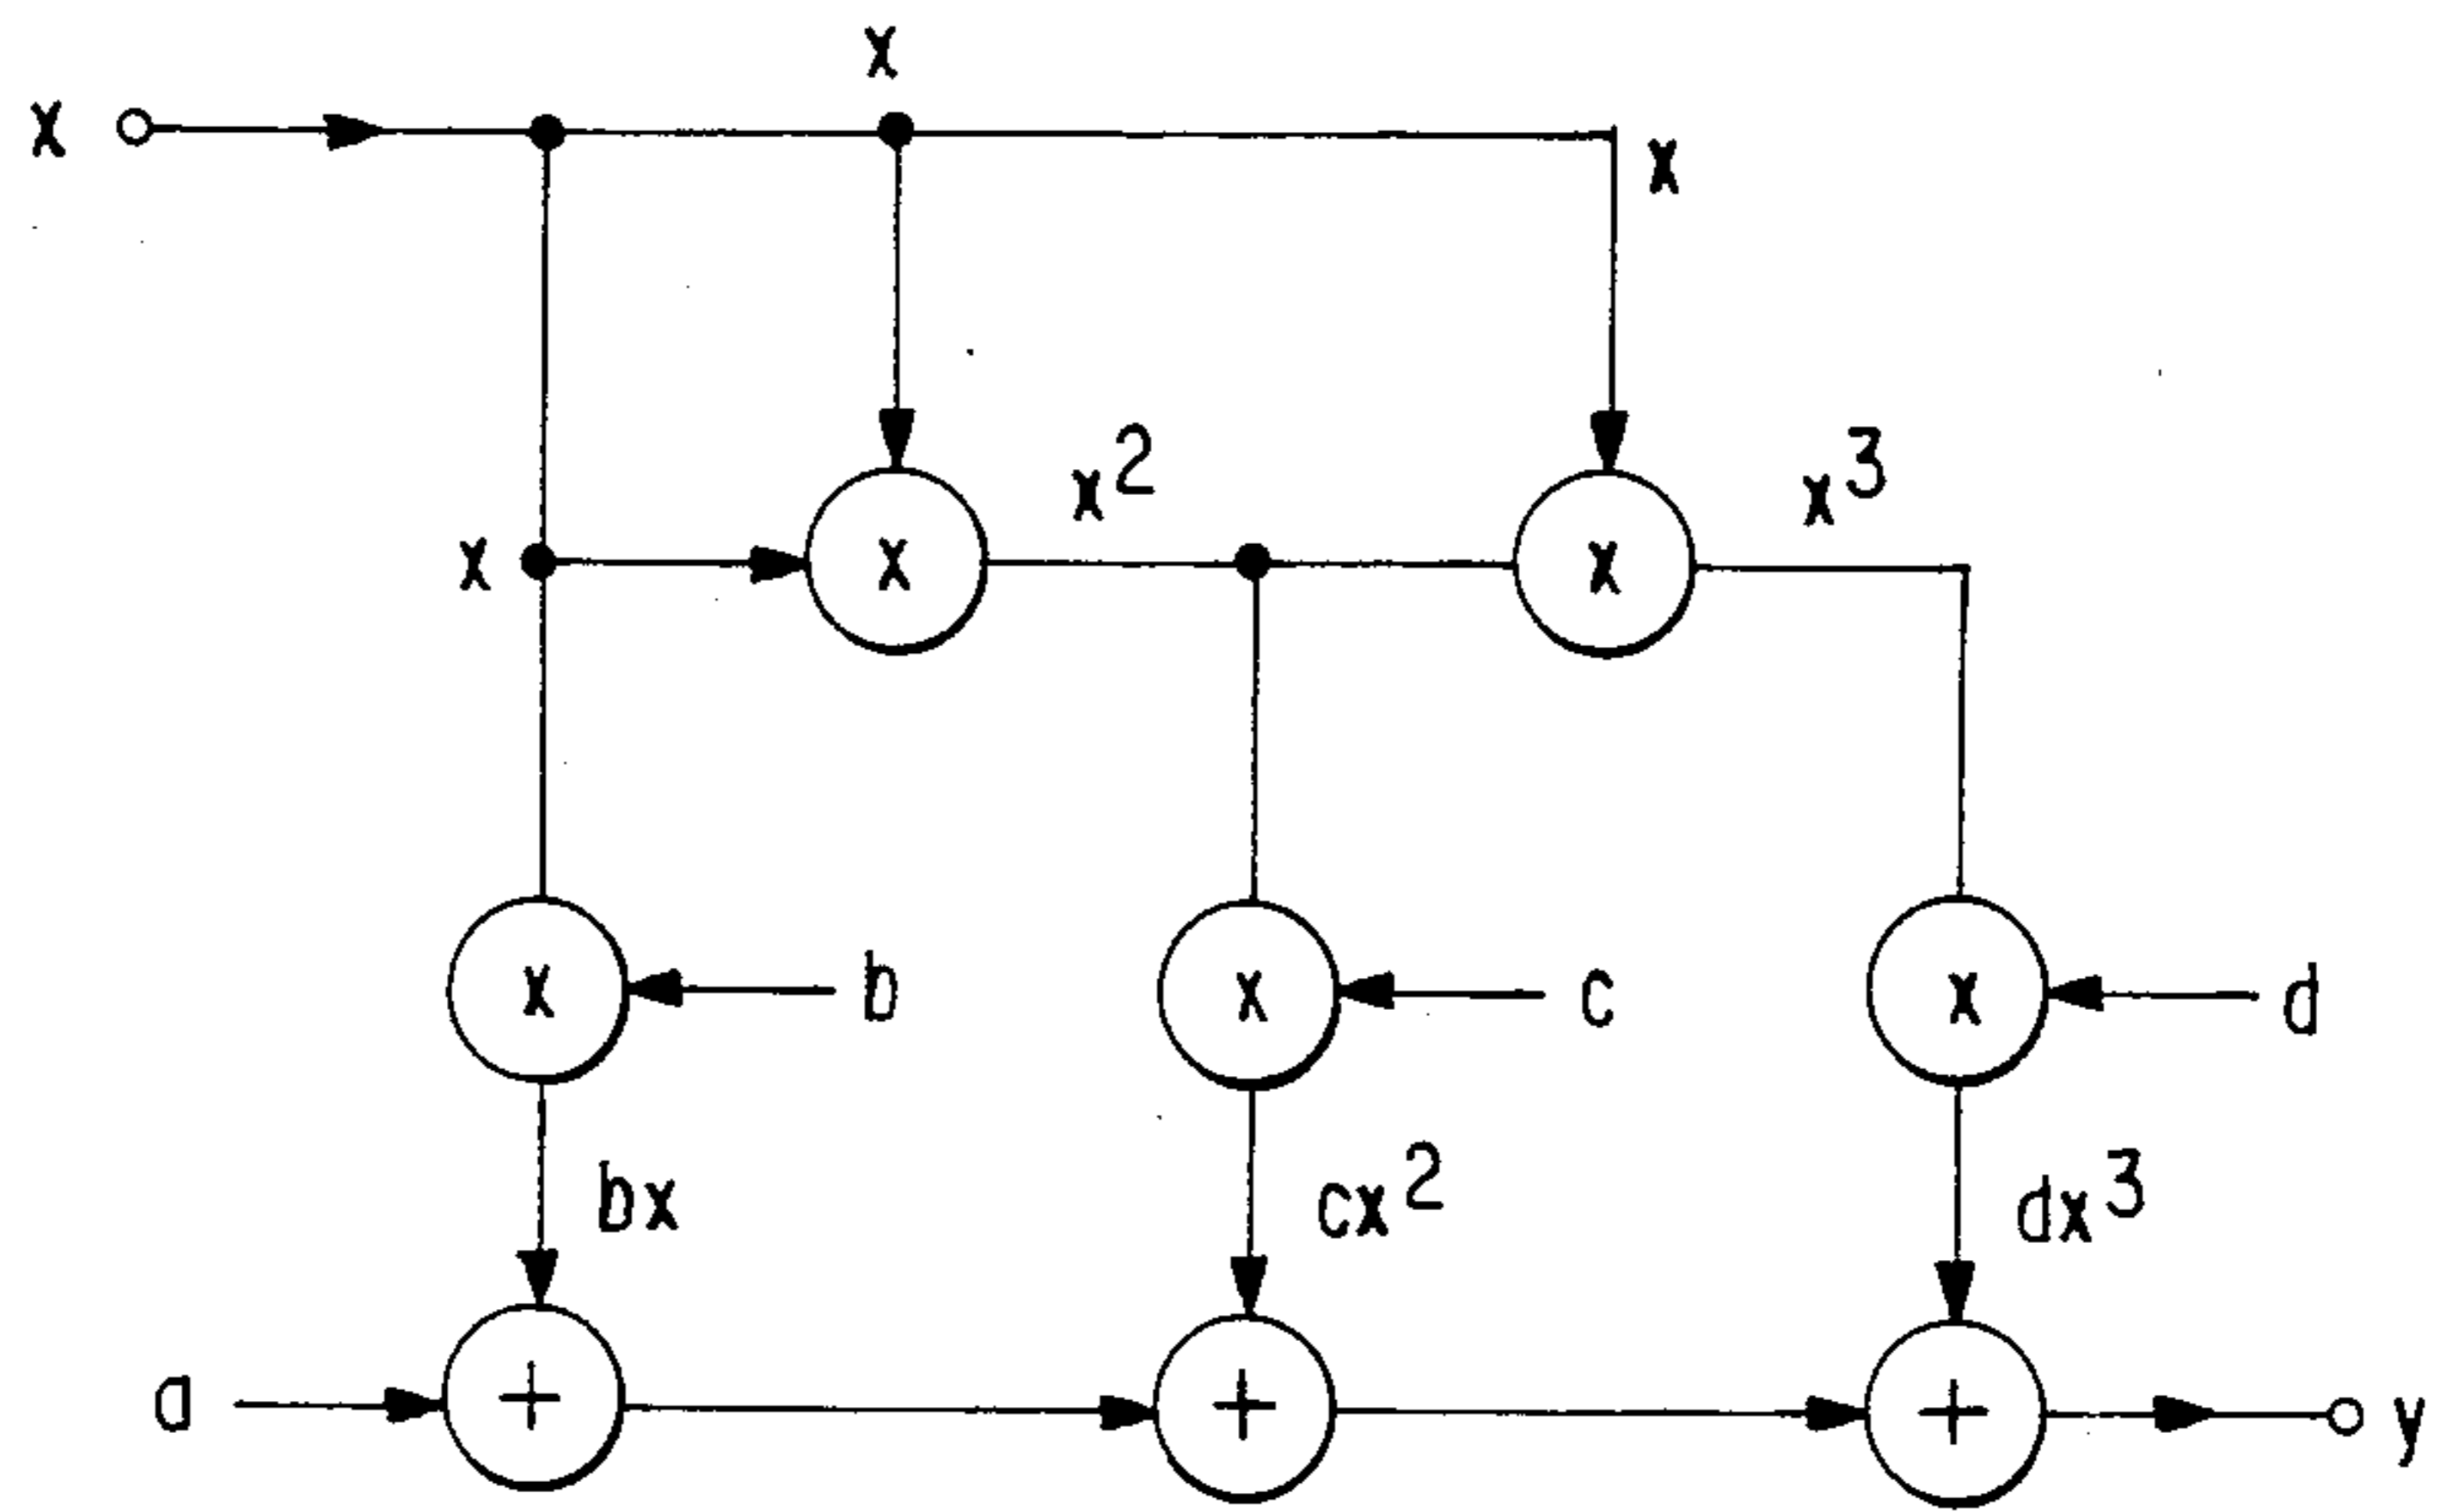 x
x
x
x²
x³
x
x
x
x
b
x
c
x
d
bx
cx²
dx³
a
+
+
+
y